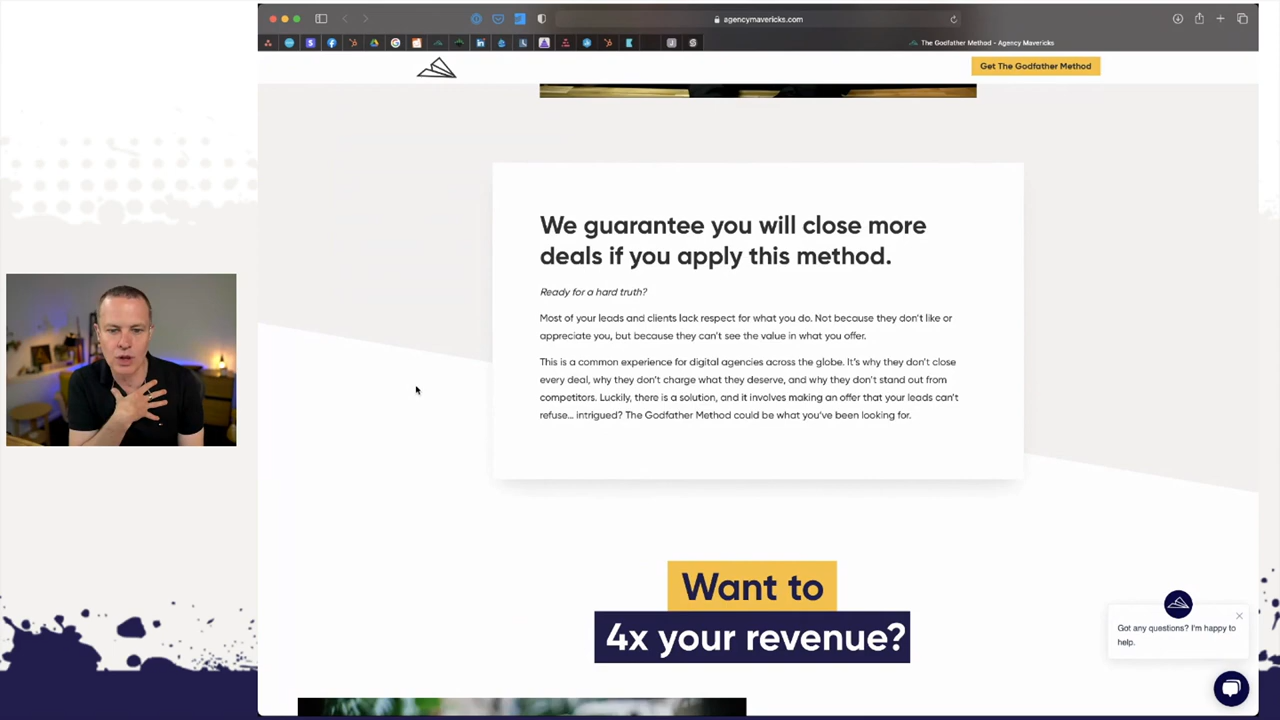 agencymavericks.com
The Godfather Method - Agency Mavericks
Get The Godfather Method
We guarantee you will close more
deals if you apply this method.
Ready for a hard truth?
Most of your leads and clients lack respect for what you do. Not because they don't like or
appreciate you, but because they can't see the value in what you offer.
This is a common experience for digital agencies across the globe. It's why they don't close
every deal, why they don't charge what they deserve, and why they don't stand out from
competitors. Luckily, there is a solution, and it involves making an offer that your leads can't
refuse... intrigued? The Godfather Method could be what you've been looking for.
Want to
4x your revenue?
Got any questions? I'm happy to
help.